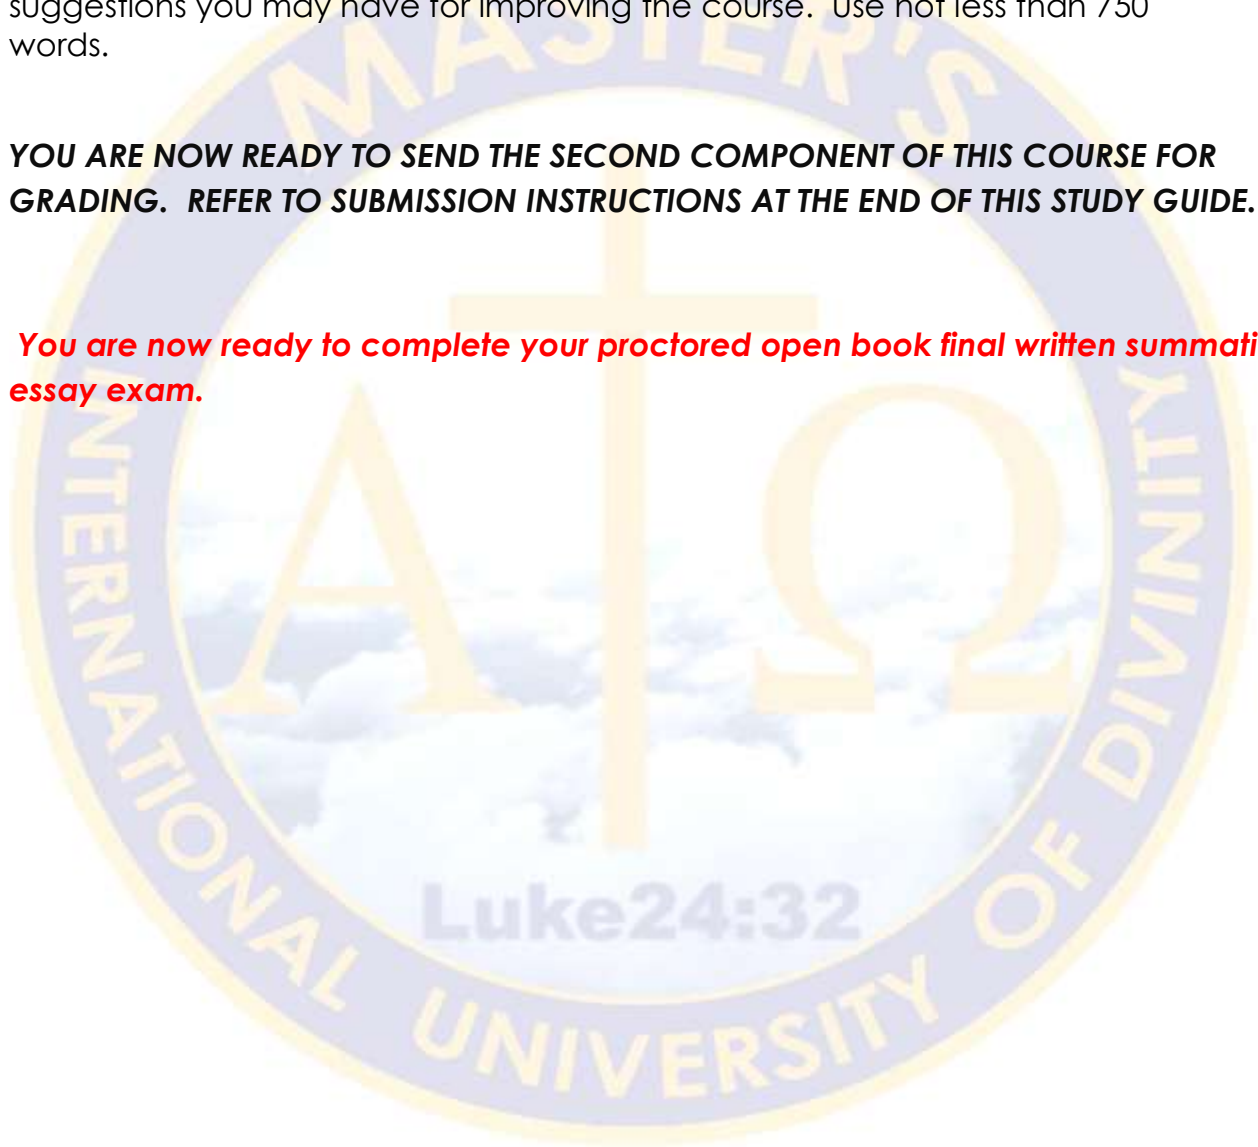 suggestions you may have for improving the course.  Use not less than 750
words.
YOU ARE NOW READY TO SEND THE SECOND COMPONENT OF THIS COURSE FOR
GRADING.  REFER TO SUBMISSION INSTRUCTIONS AT THE END OF THIS STUDY GUIDE.
You are now ready to complete your proctored open book final written summati
essay exam.
MASTER'S
INTERNATIONAL UNIVERSITY OF DIVINITY
Α Ω
Luke24:32